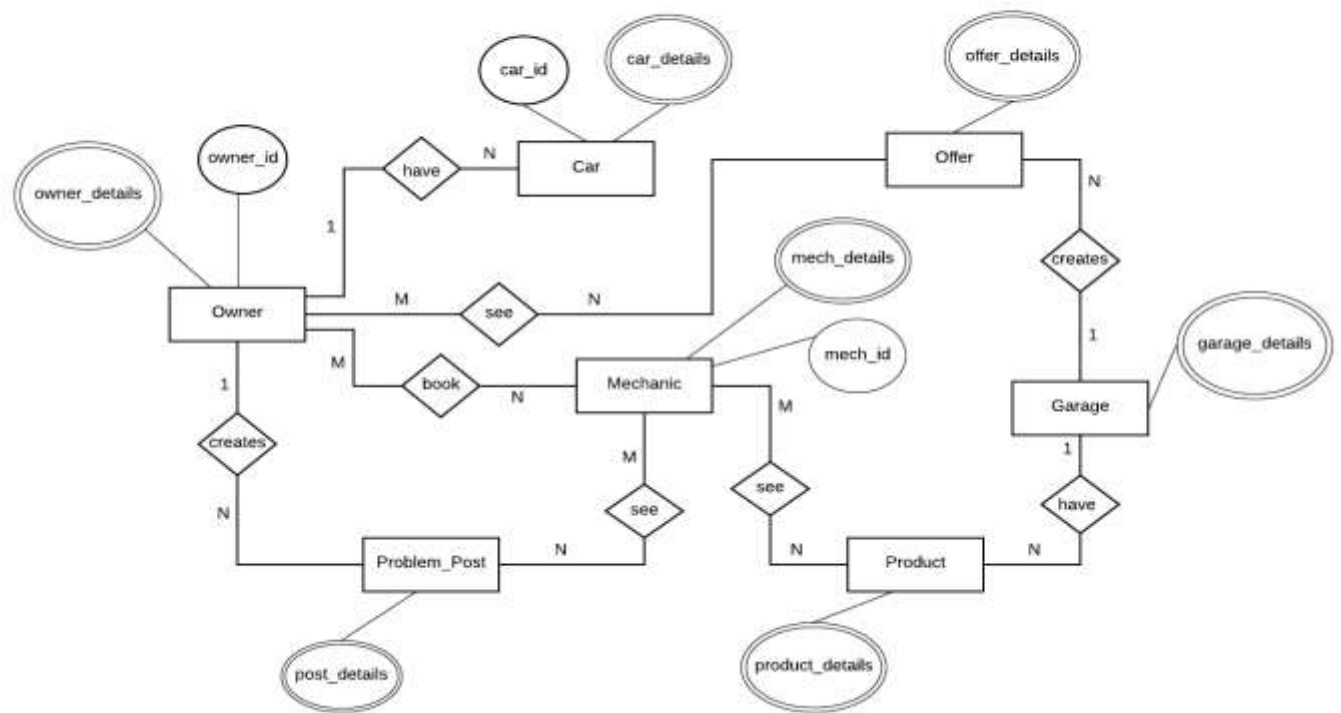 offer_details
car_details
car_id
owner_id
Offer
N
Car
have
N
owner_details
1
mech_details
creates
M
see
N
Owner
1
garage_details
M
mech_id
1
book
N
Mechanic
M
Garage
creates
M
1
see
see
have
N
N
Problem_Post
N
Product
N
post_details
product_details